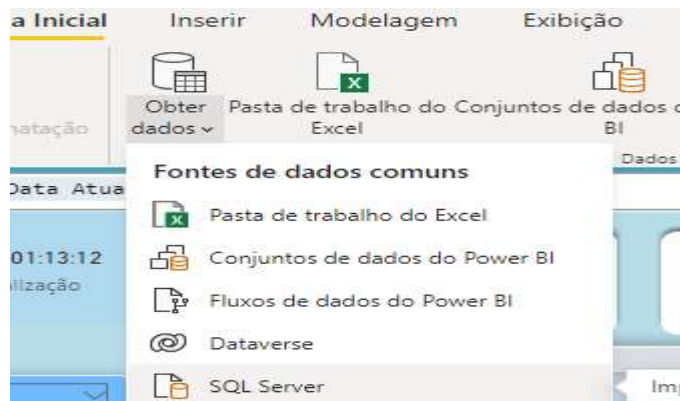 a Inicial Inserir Modelagem Exibição
Obter Pasta de trabalho do Conjuntos de dados d
natação dados Excel BI
Dados
Fontes de dados comuns
Data Atua
Pasta de trabalho do Excel
01:13:12 Conjuntos de dados do Power BI
lização
Fluxos de dados do Power BI
Dataverse
SQL Server
Imp